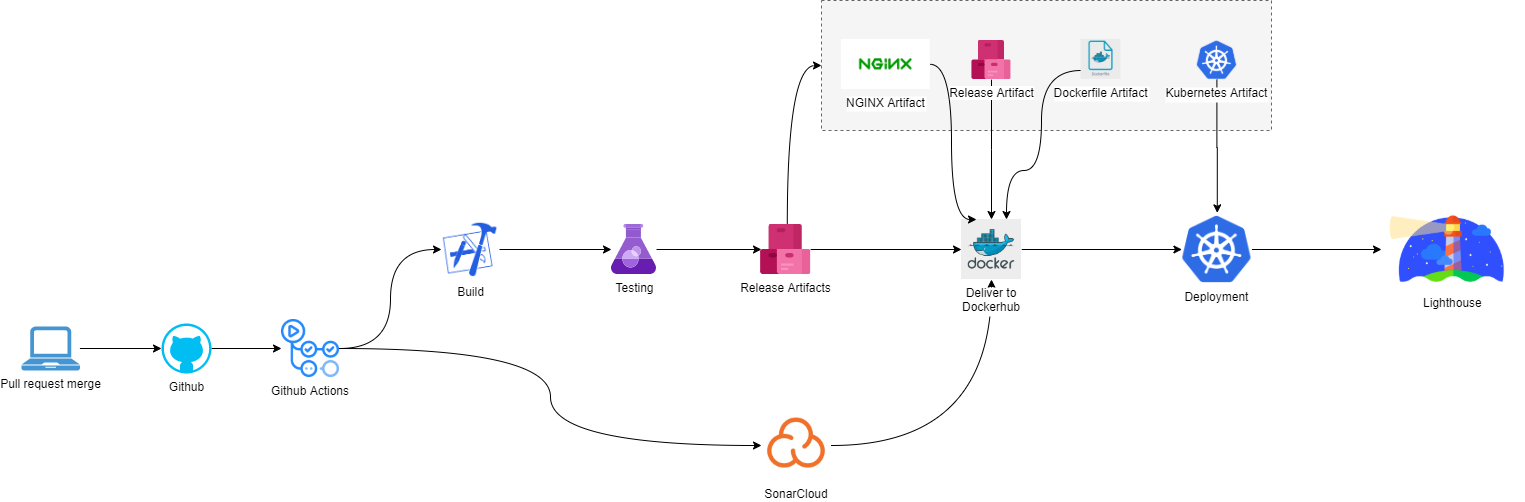 NGINX
NGINX Artifact
Release Artifact
Dockerfile Artifact
Kubernetes Artifact
Build
Testing
Release Artifacts
docker
Deliver to
Dockerhub
Deployment
Lighthouse
Pull request merge
Github
Github Actions
SonarCloud